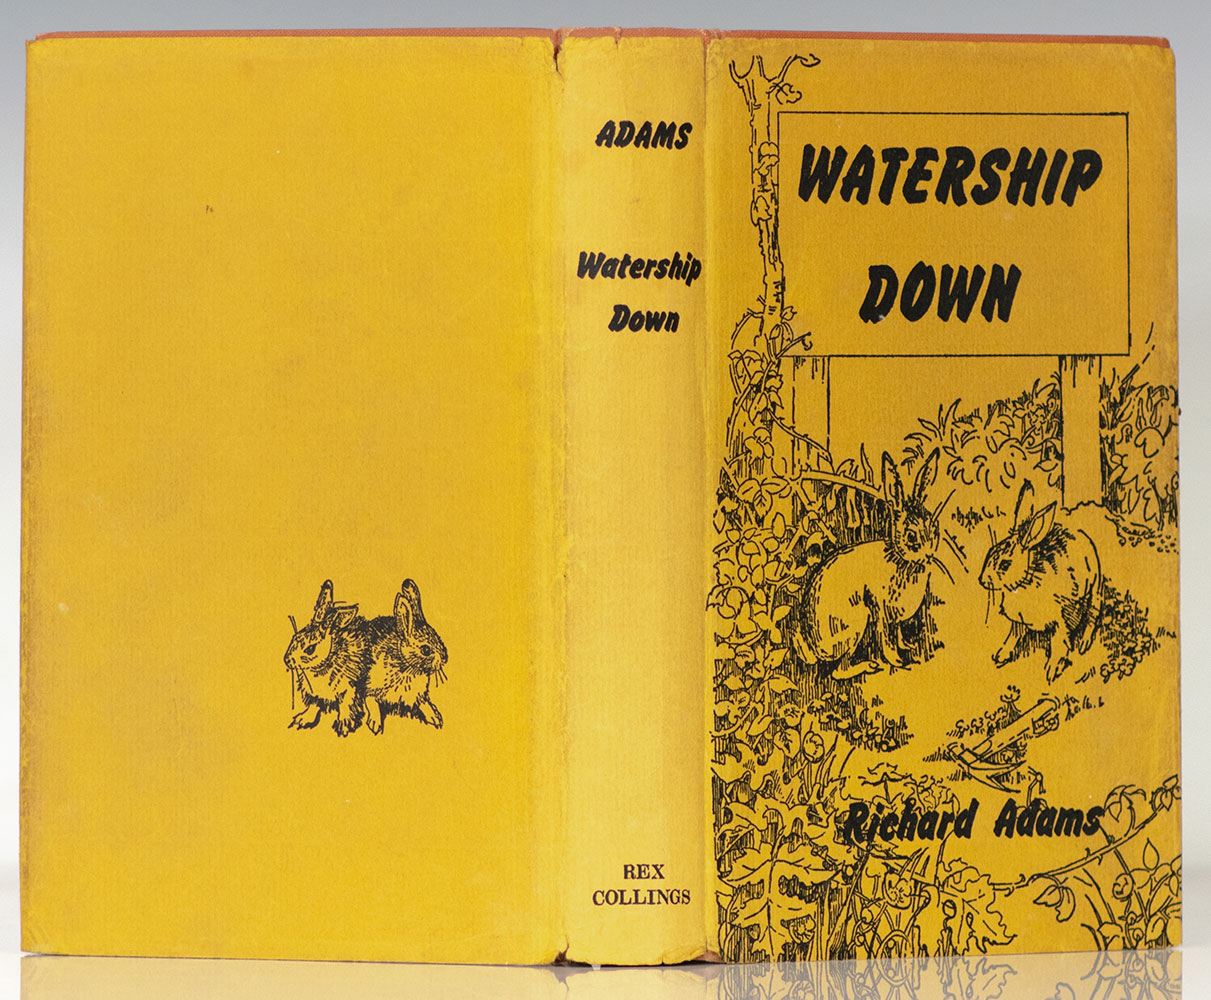 ADAMS
Watership
Down
REX
COLLINGS
WATERSHIP
DOWN
Richard Adams